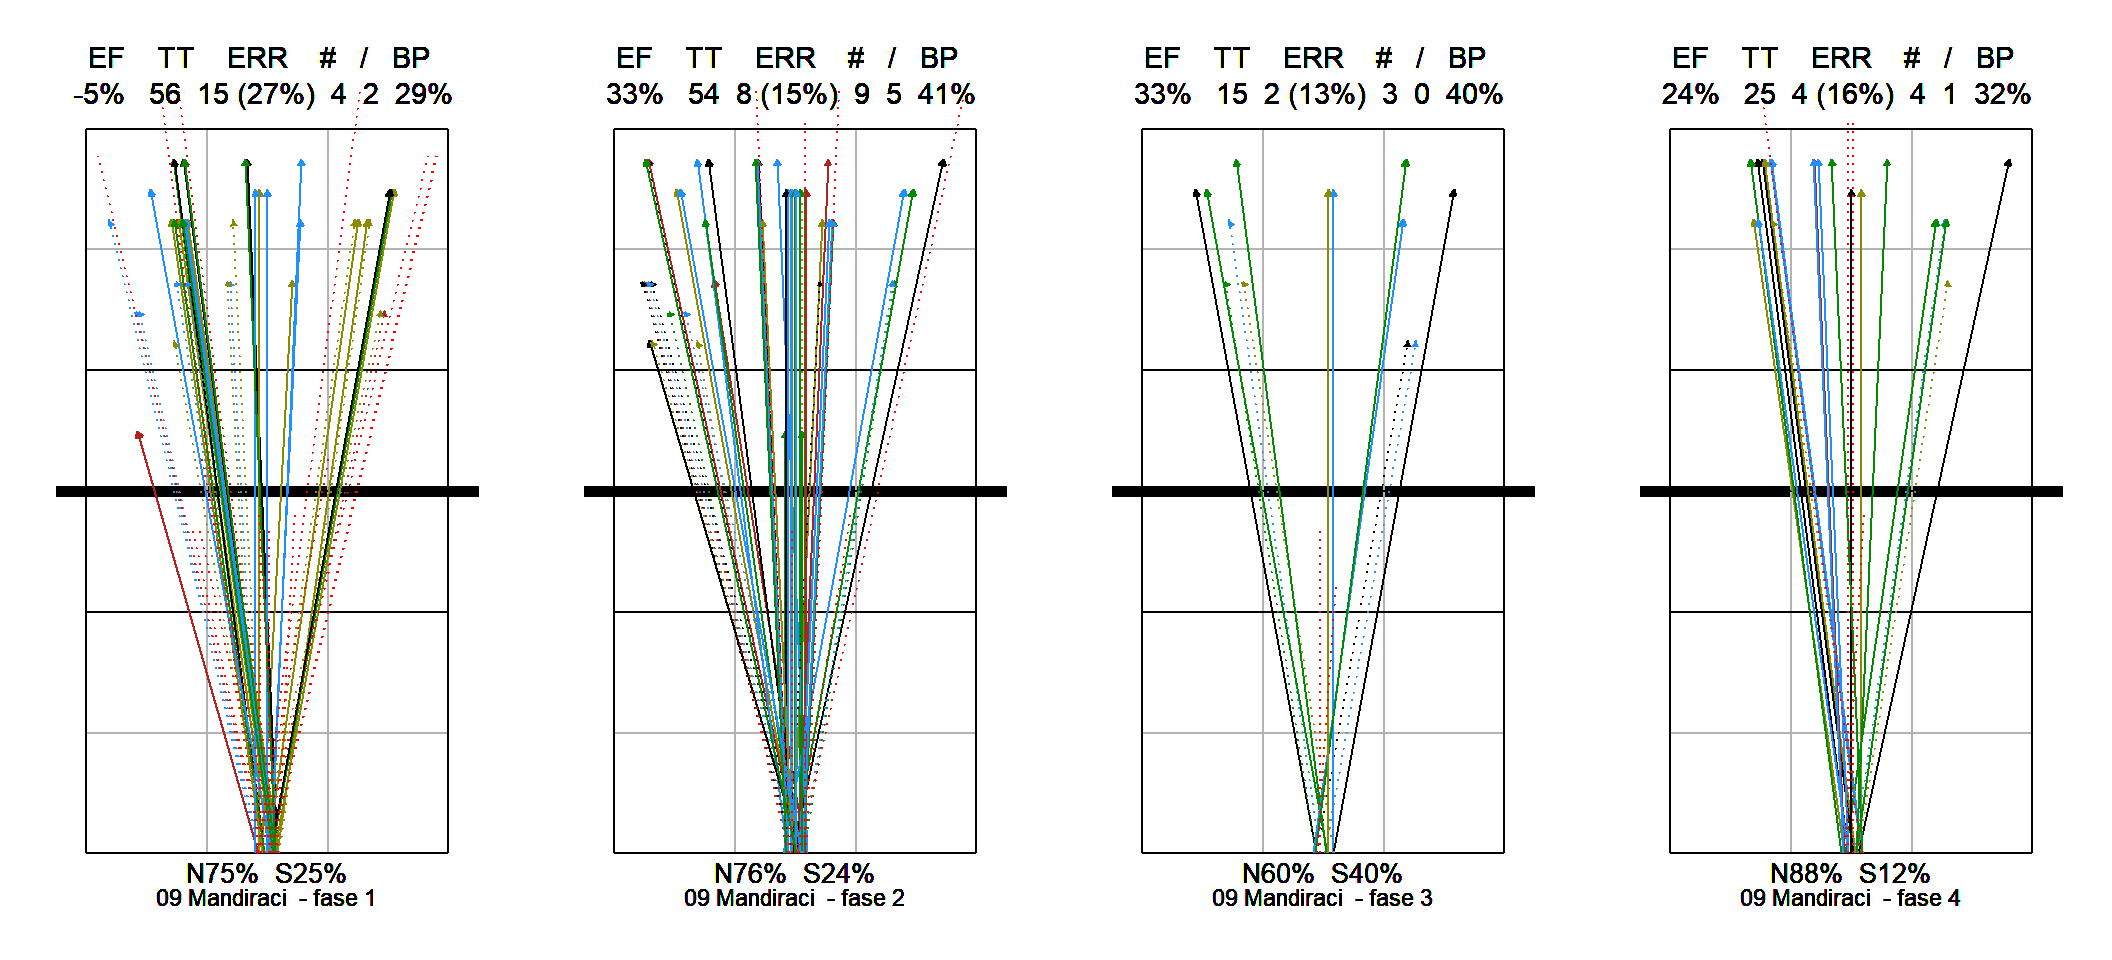 EF TT ERR # / BP
-5% 56 15 (27%) 4 2 29%
N75% S25%
09 Mandiraci - fase 1
EF TT ERR # / BP
33% 54 8 (15%) 9 5 41%
N76% S24%
09 Mandiraci - fase 2
EF TT ERR # / BP
33% 15 2 (13%) 3 0 40%
N60% S40%
09 Mandiraci - fase 3
EF TT ERR # / BP
24% 25 4 (16%) 4 1 32%
N88% S12%
09 Mandiraci - fase 4